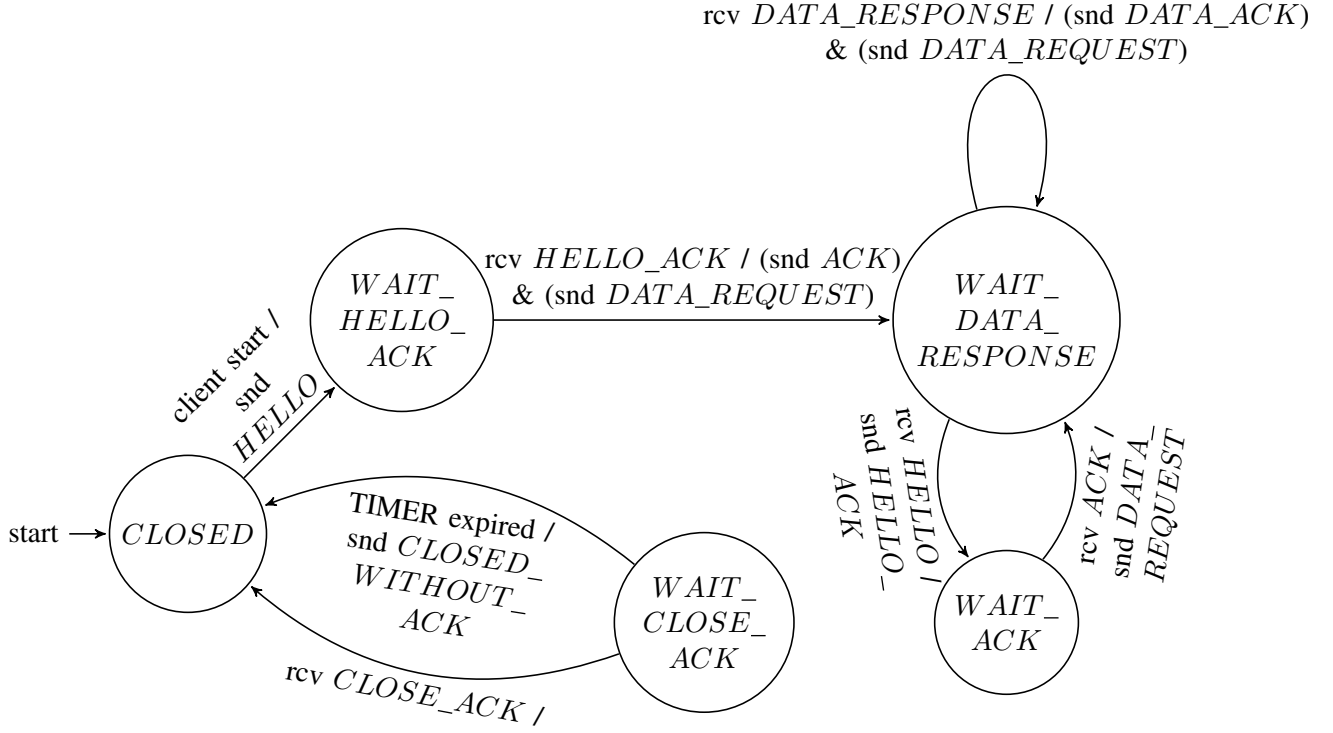 rcv DATA_RESPONSE / (snd DATA_ACK)
& (snd DATA_REQUEST)
WAIT_
HELLO_
ACK
rcv HELLO_ACK / (snd ACK)
& (snd DATA_REQUEST)
WAIT_
DATA_
RESPONSE
client start /
snd
HELLO
start
CLOSED
TIMER expired /
snd CLOSED_
WITHOUT_
ACK
rcv CLOSE_ACK /
WAIT_
CLOSE_
ACK
rcv HELLO /
snd HELLO_
ACK
rcv ACK /
snd DATA_
REQUEST
WAIT_
ACK